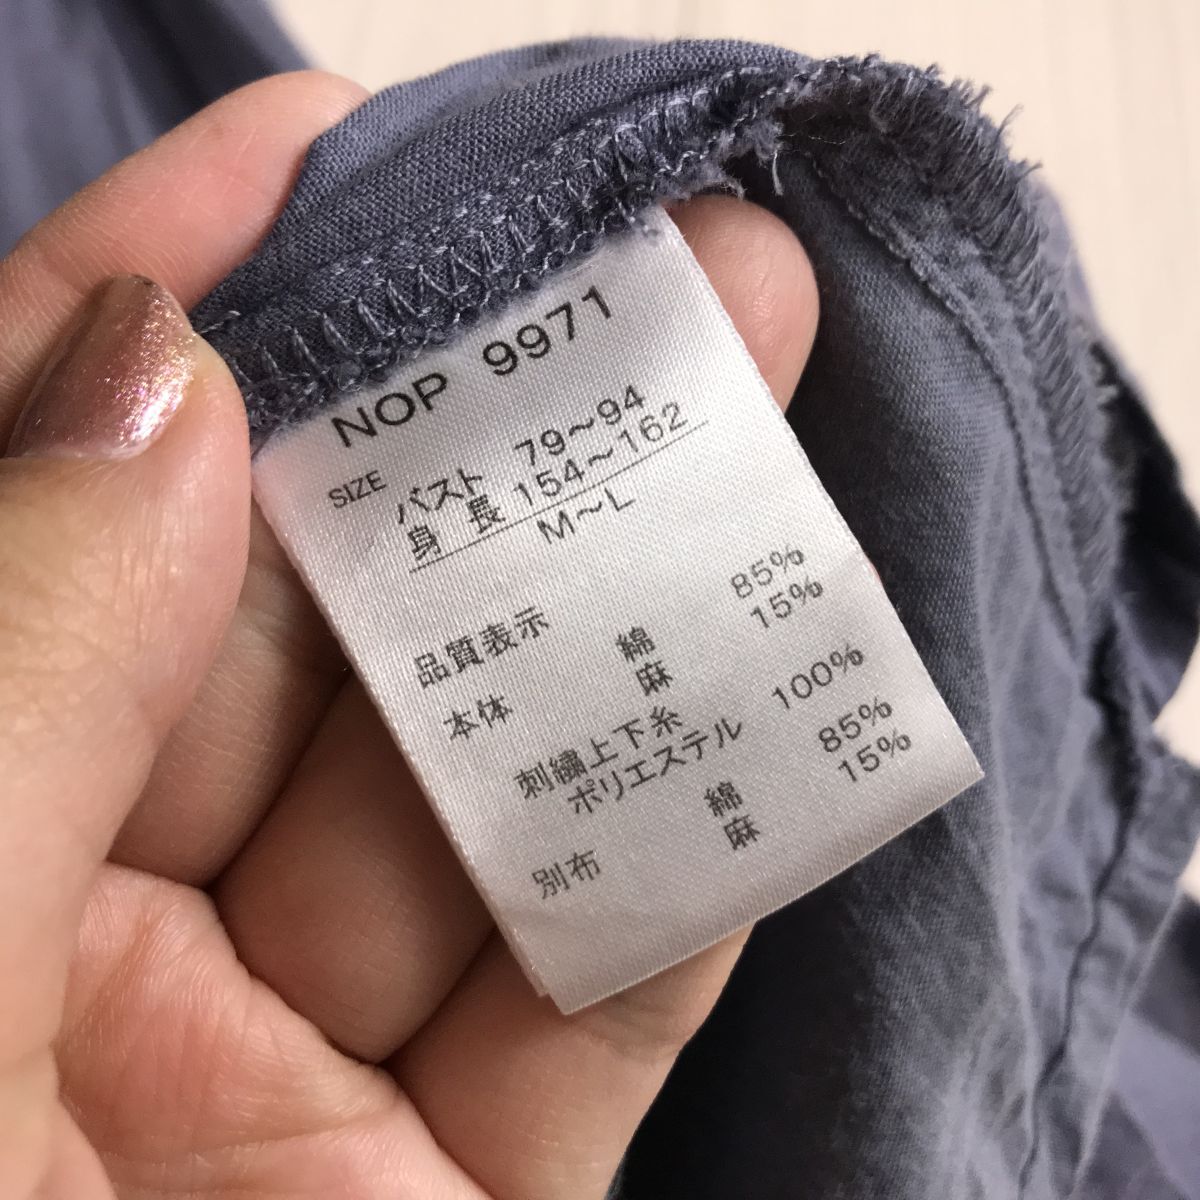 NOP 9971
SIZE バスト 79〜94
身 長 154〜162
M〜L
品質表示
本体 綿 85%
麻 15%
刺繍上下糸
ポリエステル 100%
別布 綿 85%
麻 15%